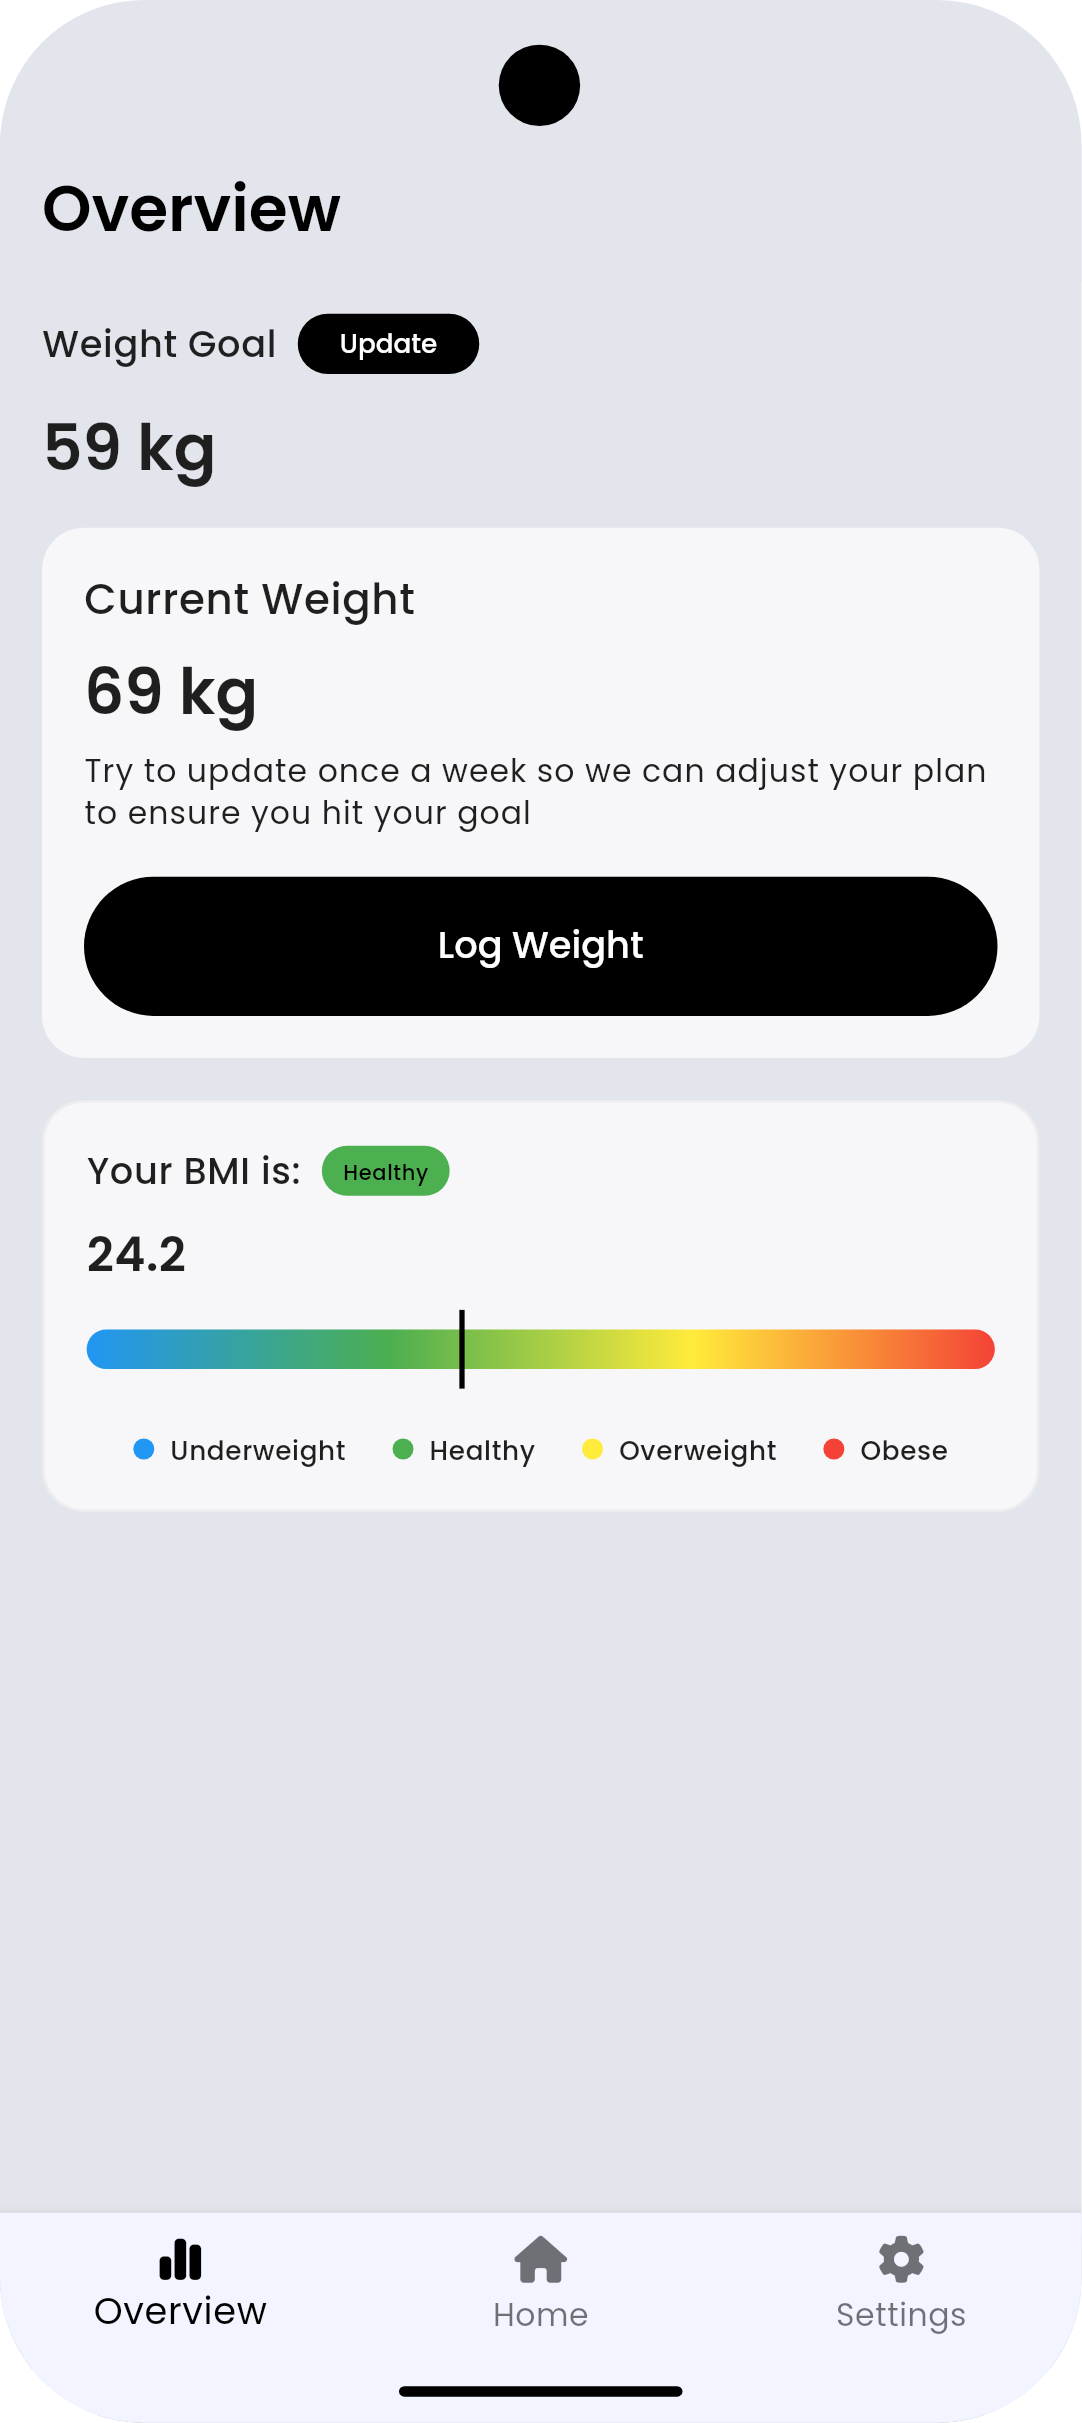 Overview
Weight Goal Update
59 kg
Current Weight
69 kg
Try to update once a week so we can adjust your plan
to ensure you hit your goal
Log Weight
Your BMI is: Healthy
24.2
Underweight Healthy Overweight Obese
Overview Home Settings